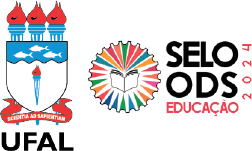 SCIENTIA AD SAPIENTIAM
UFAL
SELO
ODS
EDUCAÇÃO
2024